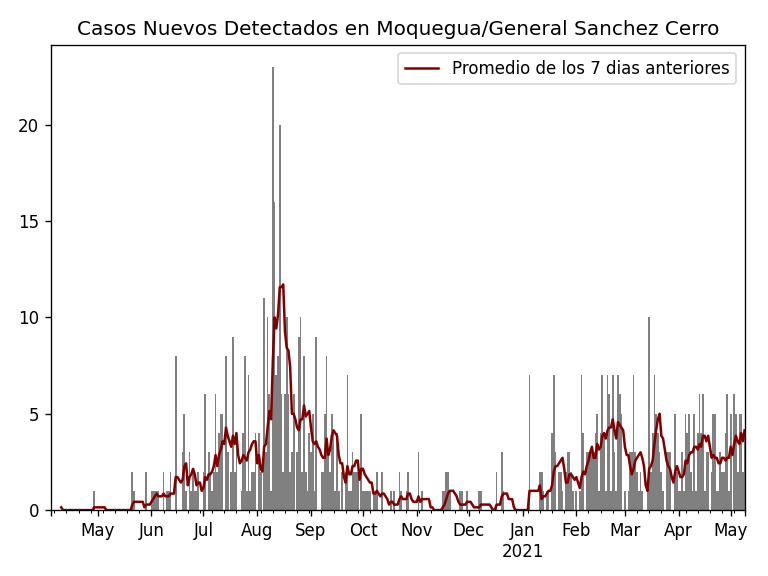 Casos Nuevos Detectados en Moquegua/General Sanchez Cerro
Promedio de los 7 dias anteriores
20
15
10
5
0
May Jun Jul Aug Sep Oct Nov Dec Jan Feb Mar Apr May
2021